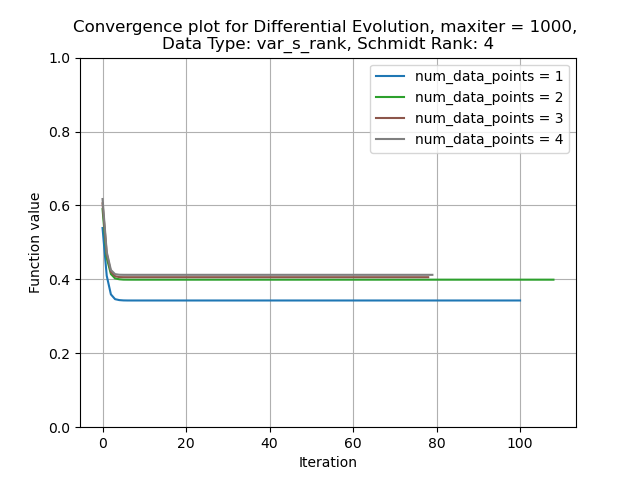 Convergence plot for Differential Evolution, maxiter = 1000,
Data Type: var_s_rank, Schmidt Rank: 4
1.0
0.8
0.6
0.4
0.2
0.0
Function value
num_data_points = 1
num_data_points = 2
num_data_points = 3
num_data_points = 4
0 20 40 60 80 100
Iteration